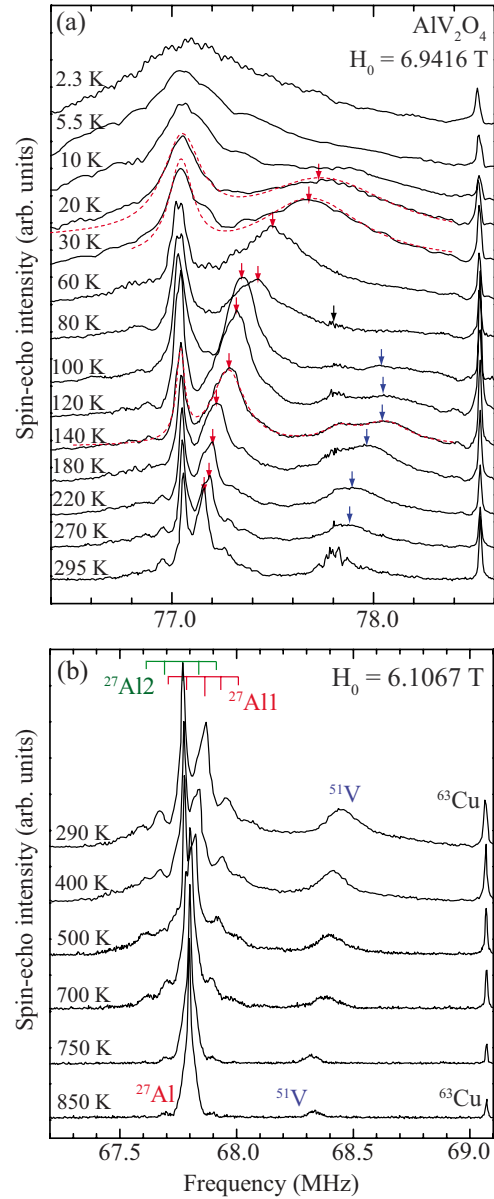 (a)
AlV₂O₄
H₀ = 6.9416 T
2.3 K
5.5 K
10 K
20 K
30 K
60 K
80 K
100 K
120 K
140 K
180 K
220 K
270 K
295 K
Spin-echo intensity (arb. units)
77.0 78.0
(b)
H₀ = 6.1067 T
²⁷Al2 ²⁷Al1
⁵¹V ⁶³Cu
290 K
400 K
500 K
700 K
750 K
850 K
²⁷Al ⁵¹V ⁶³Cu
Spin-echo intensity (arb. units)
67.5 68.0 68.5 69.0
Frequency (MHz)